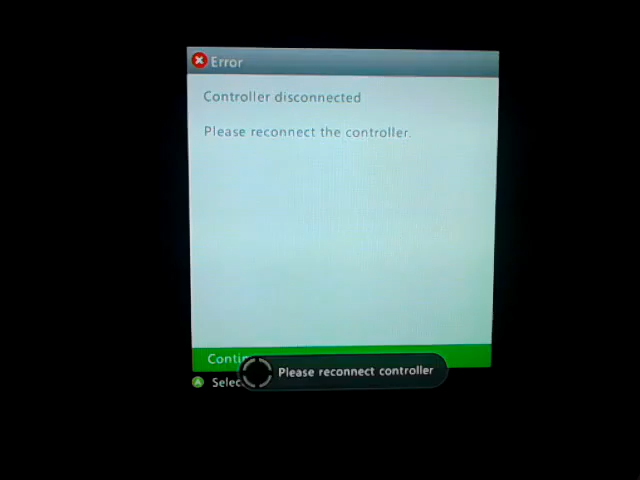 Error
Controller disconnected
Please reconnect the controller.
Please reconnect controller
A